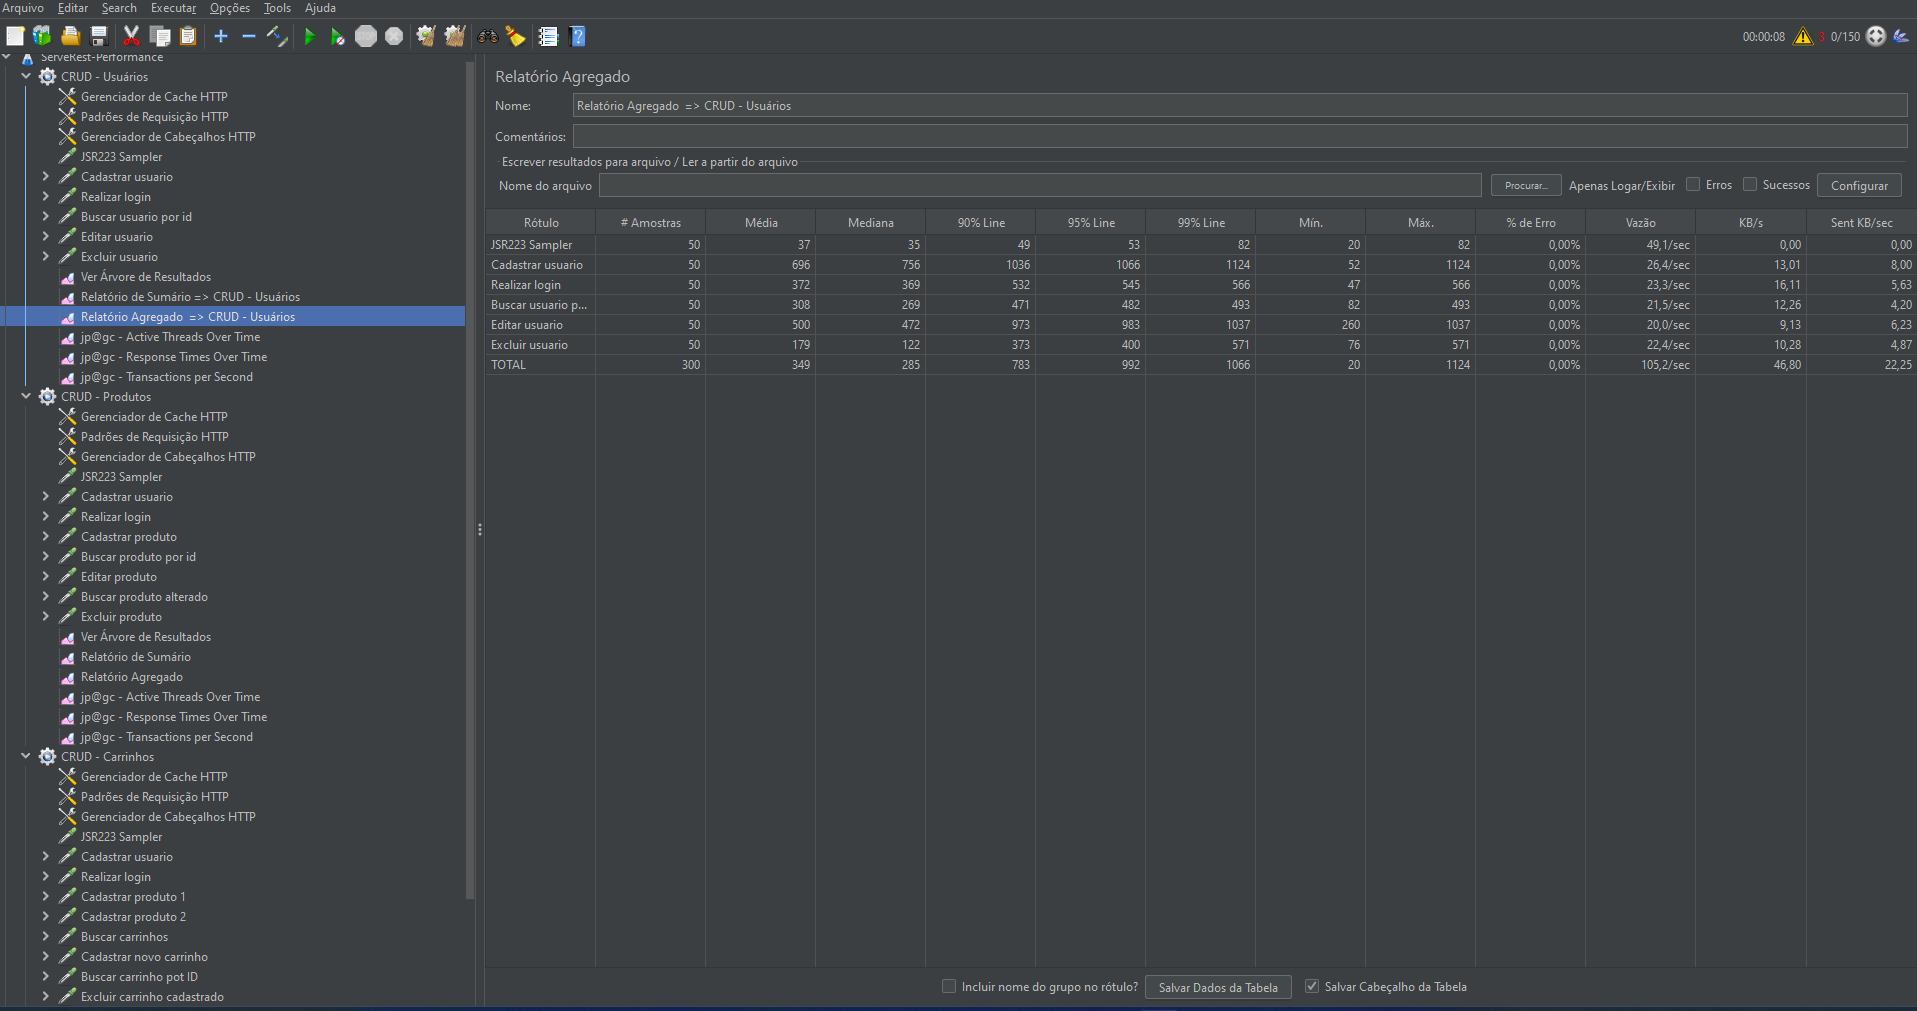 Arquivo Editar Search Executar Opções Tools Ajuda
00:00:08 3 0/150
ServeRest-Performance
CRUD - Usuários
Gerenciador de Cache HTTP
Padrões de Requisição HTTP
Gerenciador de Cabeçalhos HTTP
JSR223 Sampler
Cadastrar usuario
Realizar login
Buscar usuario por id
Editar usuario
Excluir usuario
Ver Árvore de Resultados
Relatório de Sumário => CRUD - Usuários
Relatório Agregado => CRUD - Usuários
jp@gc - Active Threads Over Time
jp@gc - Response Times Over Time
jp@gc - Transactions per Second
CRUD - Produtos
Gerenciador de Cache HTTP
Padrões de Requisição HTTP
Gerenciador de Cabeçalhos HTTP
JSR223 Sampler
Cadastrar usuario
Realizar login
Cadastrar produto
Buscar produto por id
Editar produto
Buscar produto alterado
Excluir produto
Ver Árvore de Resultados
Relatório de Sumário
Relatório Agregado
jp@gc - Active Threads Over Time
jp@gc - Response Times Over Time
jp@gc - Transactions per Second
CRUD - Carrinhos
Gerenciador de Cache HTTP
Padrões de Requisição HTTP
Gerenciador de Cabeçalhos HTTP
JSR223 Sampler
Cadastrar usuario
Realizar login
Cadastrar produto 1
Cadastrar produto 2
Buscar carrinhos
Cadastrar novo carrinho
Buscar carrinho pot ID
Excluir carrinho cadastrado
Relatório Agregado
Nome: Relatório Agregado => CRUD - Usuários
Comentários:
Escrever resultados para arquivo / Ler a partir do arquivo
Nome do arquivo Procurar... Apenas Logar/Exibir Erros Sucessos Configurar
Rótulo # Amostras Média Mediana 90% Line 95% Line 99% Line Mín. Máx. % de Erro Vazão KB/s Sent KB/sec
JSR223 Sampler 50 37 35 49 53 82 20 82 0,00% 49,1/sec 0,00 0,00
Cadastrar usuario 50 696 756 1036 1066 1124 52 1124 0,00% 26,4/sec 13,01 8,00
Realizar login 50 372 369 532 545 566 47 566 0,00% 23,3/sec 16,11 5,63
Buscar usuario p... 50 308 269 471 482 493 82 493 0,00% 21,5/sec 12,26 4,20
Editar usuario 50 500 472 973 983 1037 260 1037 0,00% 20,0/sec 9,13 6,23
Excluir usuario 50 179 122 373 400 571 76 571 0,00% 22,4/sec 10,28 4,87
TOTAL 300 349 285 783 992 1066 20 1124 0,00% 105,2/sec 46,80 22,25
Incluir nome do grupo no rótulo? Salvar Dados da Tabela Salvar Cabeçalho da Tabela